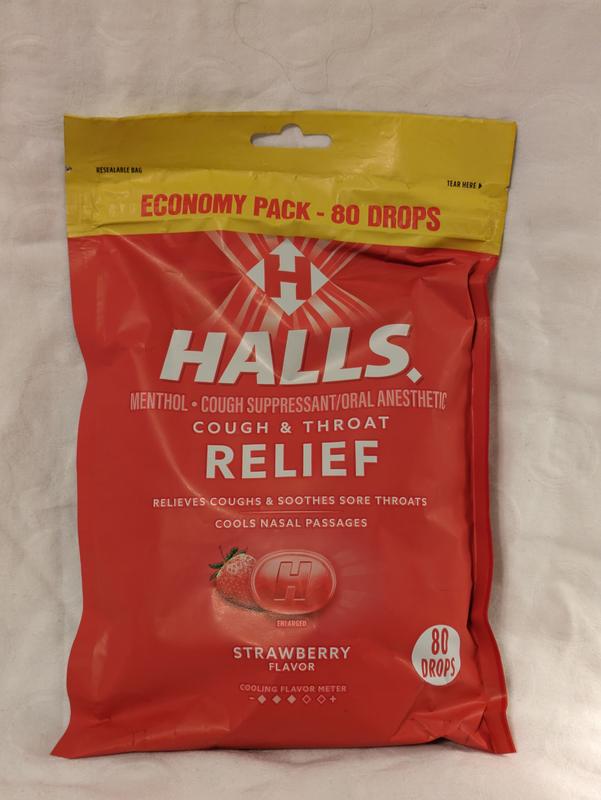 RESEALABLE BAG
TEAR HERE
ECONOMY PACK - 80 DROPS
H
HALLS.
MENTHOL • COUGH SUPPRESSANT/ORAL ANESTHETIC
COUGH & THROAT
RELIEF
RELIEVES COUGHS & SOOTHES SORE THROATS
COOLS NASAL PASSAGES
H
ENLARGED
STRAWBERRY
FLAVOR
80
DROPS
COOLING FLAVOR METER
- +